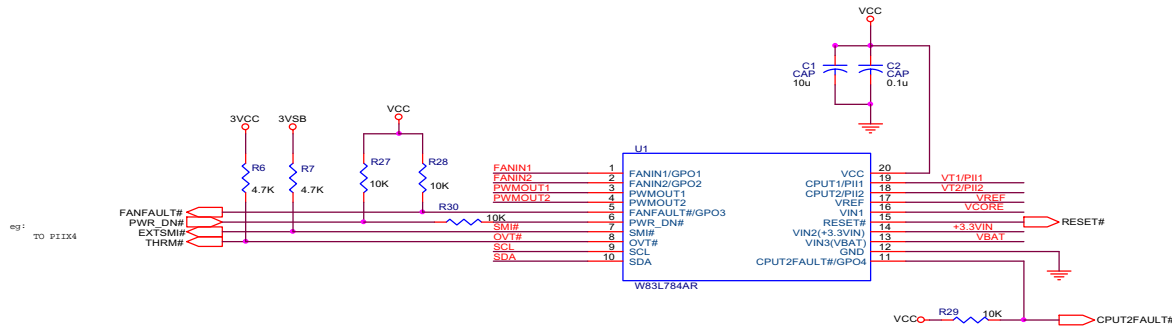 VCC
C1
CAP
10u
C2
CAP
0.1u
3VCC
3VSB
VCC
R6
4.7K
R7
4.7K
R27
10K
R28
10K
R30
10K
eg:
TO PIIX4
FANFAULT#
PWR_DN#
EXTSMI#
THRM#
FANIN1
FANIN2
PWMOUT1
PWMOUT2
SMI#
OVT#
SCL
SDA
U1
1 FANIN1/GPO1
2 FANIN2/GPO2
3 PWMOUT1
4 PWMOUT2
5 FANFAULT#/GPO3
6 PWR_DN#
7 SMI#
8 OVT#
9 SCL
10 SDA
VCC 20
CPUT1/PII1 19 VT1/PII1
CPUT2/PII2 18 VT2/PII2
VREF 17 VREF
VIN1 16 VCORE
RESET# 15 RESET#
VIN2(+3.3VIN) 14 +3.3VIN
VIN3(VBAT) 13 VBAT
GND 12
CPUT2FAULT#/GPO4 11
W83L784AR
VCC
R29
10K
CPUT2FAULT#